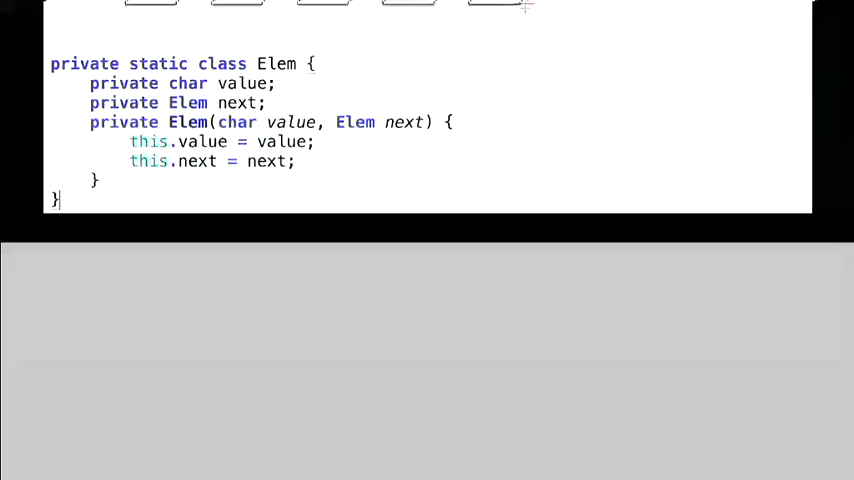 private static class Elem {
    private char value;
    private Elem next;
    private Elem(char value, Elem next) {
        this.value = value;
        this.next = next;
    }
}